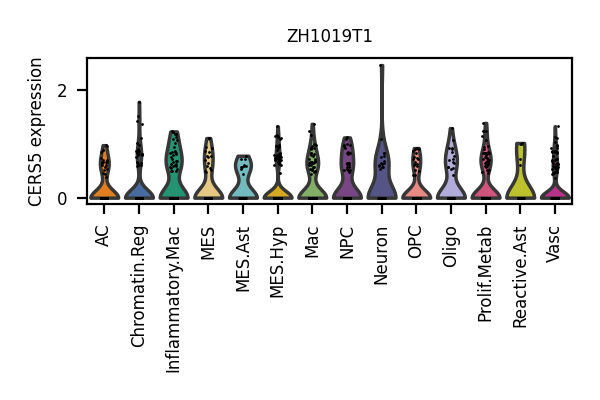 ZH1019T1
CERS5 expression
2
0
AC
Chromatin.Reg
Inflammatory.Mac
MES
MES.Ast
MES.Hyp
Mac
NPC
Neuron
OPC
Oligo
Prolif.Metab
Reactive.Ast
Vasc